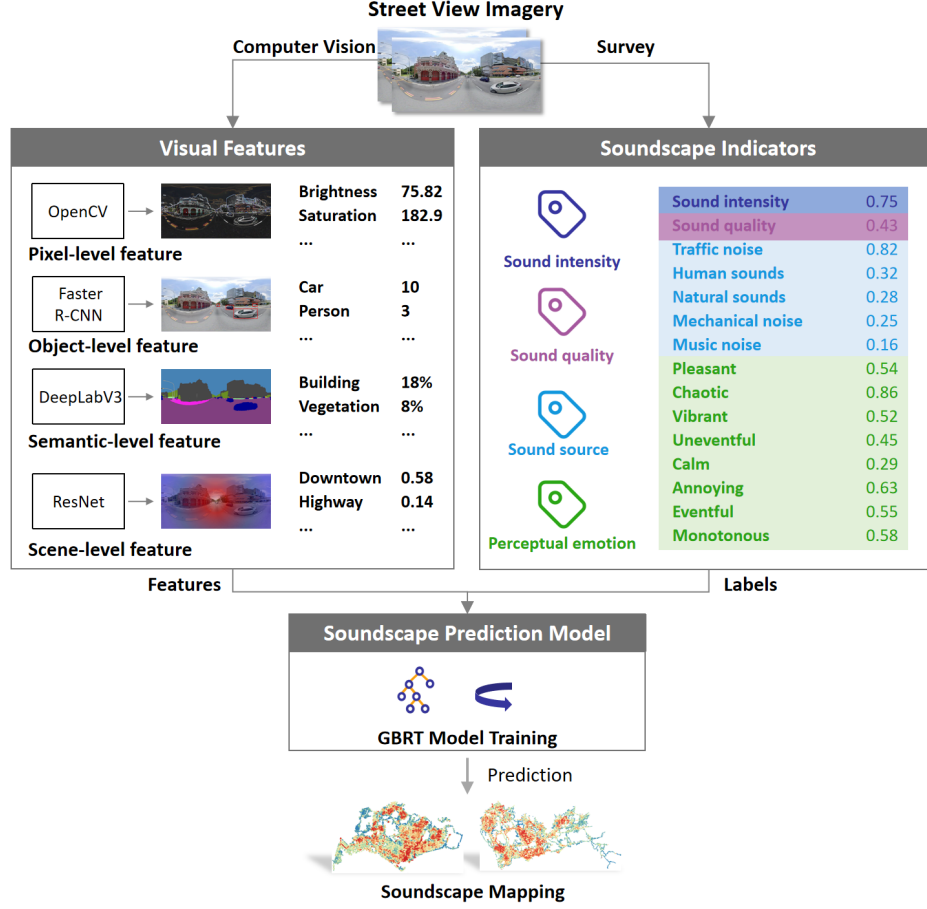 Street View Imagery
Computer Vision
Survey
Visual Features
OpenCV
Brightness 75.82
Saturation 182.9
... ...
Pixel-level feature
Faster
R-CNN
Car 10
Person 3
... ...
Object-level feature
DeepLabV3
Building 18%
Vegetation 8%
... ...
Semantic-level feature
ResNet
Downtown 0.58
Highway 0.14
... ...
Scene-level feature
Soundscape Indicators
Sound intensity
Sound quality
Sound source
Perceptual emotion
Sound intensity 0.75
Sound quality 0.43
Traffic noise 0.82
Human sounds 0.32
Natural sounds 0.28
Mechanical noise 0.25
Music noise 0.16
Pleasant 0.54
Chaotic 0.86
Vibrant 0.52
Uneventful 0.45
Calm 0.29
Annoying 0.63
Eventful 0.55
Monotonous 0.58
Features
Labels
Soundscape Prediction Model
GBRT Model Training
Prediction
Soundscape Mapping